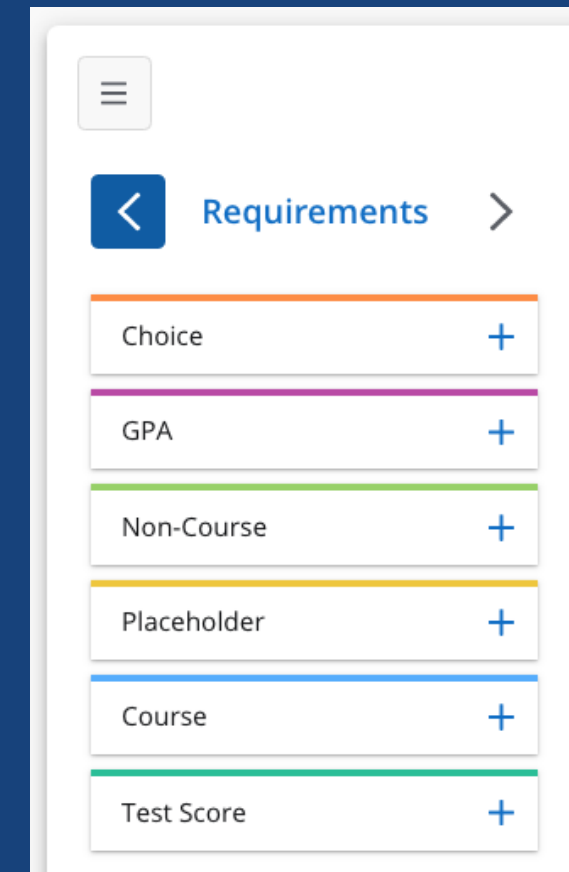 Requirements
Choice
GPA
Non-Course
Placeholder
Course
Test Score